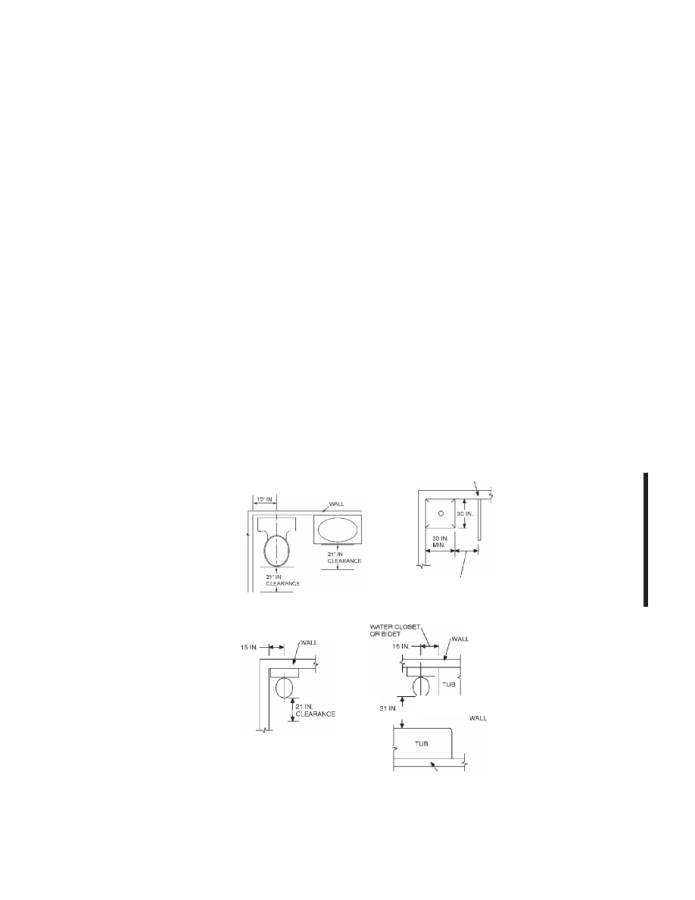 15" IN
WALL
21" IN
CLEARANCE
21" IN
CLEARANCE
30 IN.
30 IN.
MIN.
15 IN.
WALL
21 IN.
CLEARANCE
WATER CLOSET
OR BIDET
15 IN.
WALL
TUB
21 IN
WALL
TUB